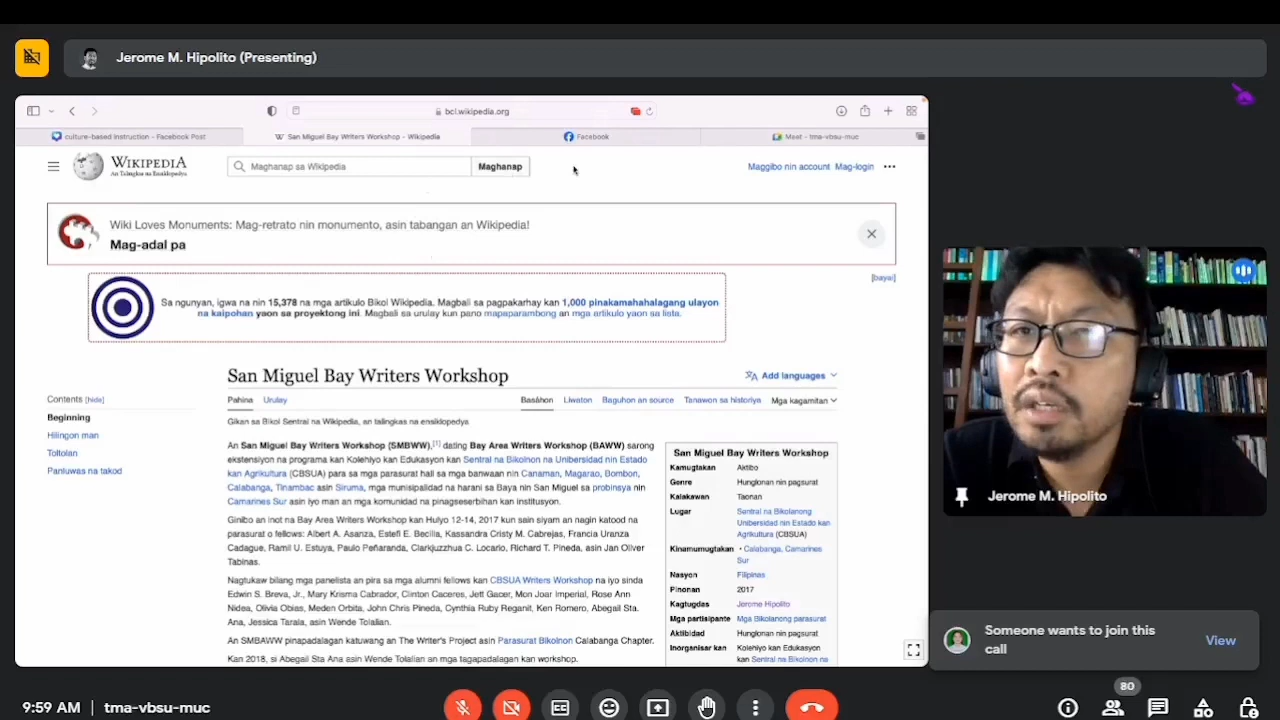 Jerome M. Hipolito (Presenting)
bcl.wikipedia.org
culture-based instruction - Facebook Post
San Miguel Bay Writers Workshop - Wikipedia
Facebook
Meet - tma-vbsu-muc
WIKIPEDIA
An Talingkas na Ensiklopedya
Maghanap sa Wikipedia
Maghanap
Maggibo nin account Mag-login
Wiki Loves Monuments: Mag-retrato nin monumento, asin tabangan an Wikipedia!
Mag-adal pa
[bayai]
Sa ngunyan, igwa na nin 15,378 na mga artikulo Bikol Wikipedia. Magbali sa pagpakarhay kan 1,000 pinakamahahalagang ulayon
na kaipohan yaon sa proyektong ini. Magbali sa urulay kun pano mapaparambong an mga artikulo yaon sa lista.
San Miguel Bay Writers Workshop
Add languages
Contents [hide]
Beginning
Hilingon man
Toltolan
Panluwas na takod
Pahina Urulay
Basáhon Liwaton Baguhon an source Tanawon sa historiya Mga kagamitan
Gikan sa Bikol Sentral na Wikipedia, an talingkas na ensiklopedya
An San Miguel Bay Writers Workshop (SMBWW),[1] dating Bay Area Writers Workshop (BAWW) sarong
ekstensiyon na programa kan Kolehiyo kan Edukasyon kan Sentral na Bikolnon na Unibersidad nin Estado
kan Agrikultura (CBSUA) para sa mga parasurat hali sa mga banwaan nin Canaman, Magarao, Bombon,
Calabanga, Tinambac asin Siruma, mga munisipalidad na harani sa Baya nin San Miguel sa probinsya nin
Camarines Sur asin iyo man an mga komunidad na pinagseserbihan kan institusyon.
Ginibo an inot na Bay Area Writers Workshop kan Hulyo 12-14, 2017 kun sain siyam an nagin katood na
parasurat o fellows: Albert A. Asanza, Estefi E. Becilla, Kassandra Cristy M. Cabrejas, Francia Uranza
Cadague, Ramil U. Estuya, Paulo Peñaranda, Clarkjuzzhua C. Locario, Richard T. Pineda, asin Jan Oliver
Tabinas.
Nagtukaw bilang mga panelista an pira sa mga alumni fellows kan CBSUA Writers Workshop na iyo sinda
Edwin S. Breva, Jr., Mary Krisma Cabrador, Clinton Caceres, Jett Gacer, Mon Joar Imperial, Rose Ann
Nidea, Olivia Obias, Meden Orbita, John Chris Pineda, Cynthia Ruby Reganit, Ken Romero, Abegail Sta.
Ana, Jessica Tarala, asin Wende Tolalian.
An SMBAWW pinapadalagan katuwang an The Writer's Project asin Parasurat Bikolnon Calabanga Chapter.
Kan 2018, si Abegail Sta Ana asin Wende Tolalian an mga tagapadalagan kan workshop.
San Miguel Bay Writers Workshop
Kamugtakan Aktibo
Genre Hunglonan nin pagsurat
Kalakawan Taonan
Lugar Sentral na Bikolanong
Unibersidad nin Estado kan
Agrikultura (CBSUA)
Kinamumugtakan • Calabanga, Camarines
Sur
Nasyon Filipinas
Pinonan 2017
Kagtugdas Jerome Hipolito
Mga partisipante Mga Bikolanong parasurat
Aktibidad Hunglonan nin pagsurat
Inorganisar kan Kolehiyo kan Edukasyon
kan Sentral na Bikolnon na
Jerome M. Hipolito
Someone wants to join this
call
View
80
9:59 AM | tma-vbsu-muc